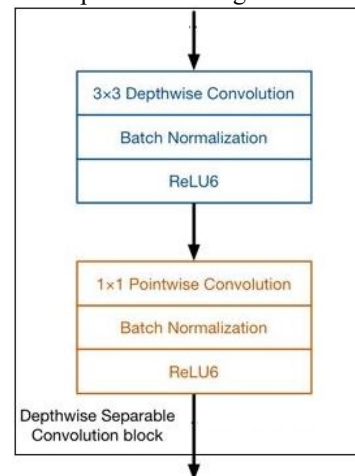 3×3 Depthwise Convolution
Batch Normalization
ReLU6
1×1 Pointwise Convolution
Batch Normalization
ReLU6
Depthwise Separable
Convolution block